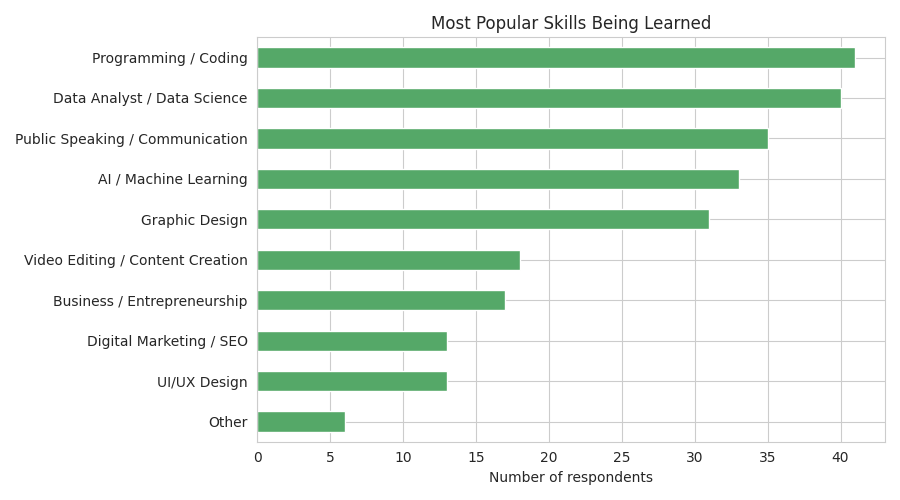 Most Popular Skills Being Learned
Programming / Coding
Data Analyst / Data Science
Public Speaking / Communication
AI / Machine Learning
Graphic Design
Video Editing / Content Creation
Business / Entrepreneurship
Digital Marketing / SEO
UI/UX Design
Other
0 5 10 15 20 25 30 35 40
Number of respondents